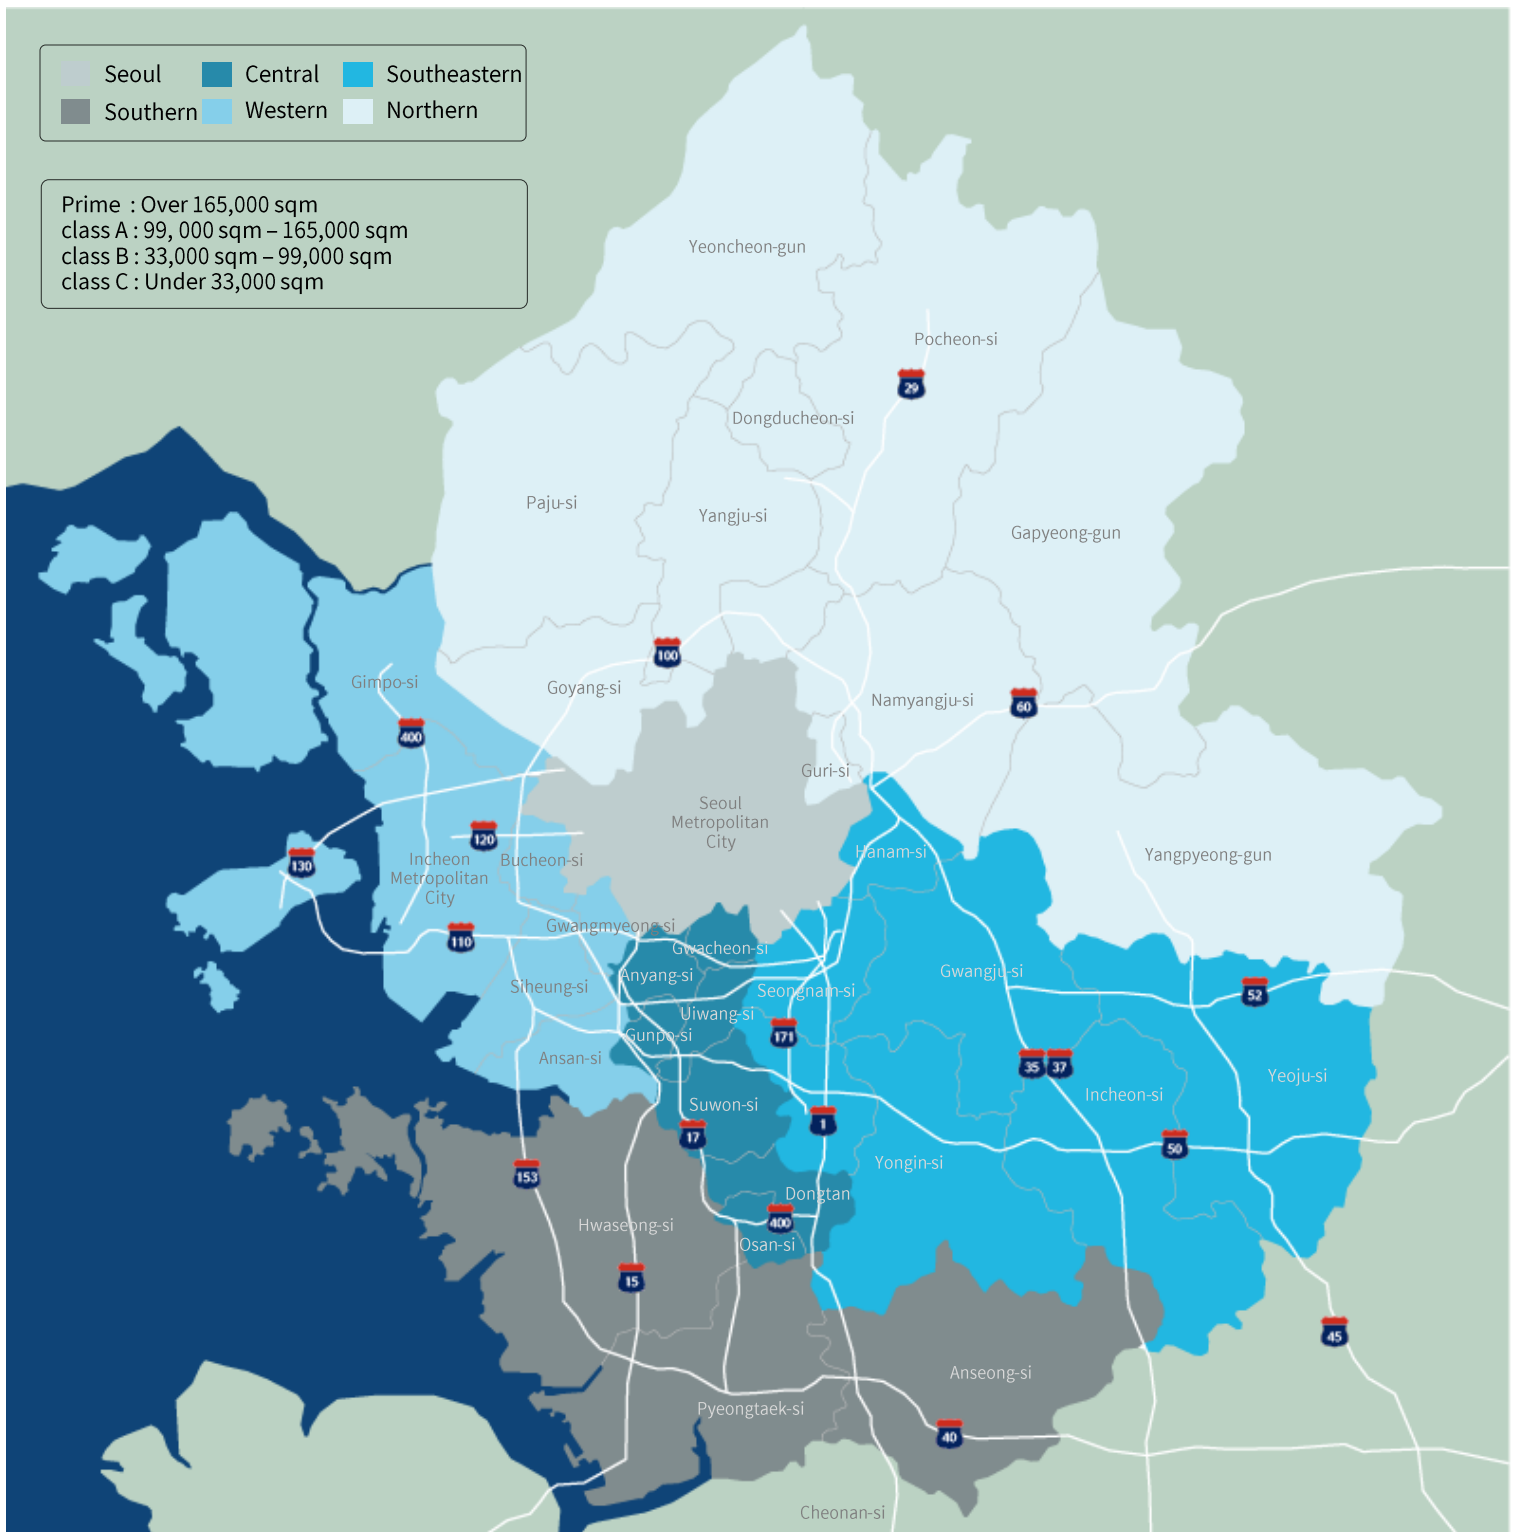 Seoul Central Southeastern
Southern Western Northern
Prime : Over 165,000 sqm
class A : 99, 000 sqm – 165,000 sqm
class B : 33,000 sqm – 99,000 sqm
class C : Under 33,000 sqm
Yeoncheon-gun
Pocheon-si
29
Dongducheon-si
Paju-si
Yangju-si
Gapyeong-gun
100
Gimpo-si
Goyang-si
Namyangju-si
60
400
Guri-si
Seoul
Metropolitan
City
120
130
Incheon
Metropolitan
City
Bucheon-si
Hanam-si
Yangpyeong-gun
Gwangmyeong-si
110
Gwacheon-si
Anyang-si
Gwangju-si
Siheung-si
Seongnam-si
52
Uiwang-si
Gunpo-si
171
Ansan-si
35
37
Yeoju-si
Incheon-si
Suwon-si
1
17
50
Yongin-si
153
Dongtan
400
Hwaseong-si
Osan-si
15
45
Anseong-si
Pyeongtaek-si
40
Cheonan-si